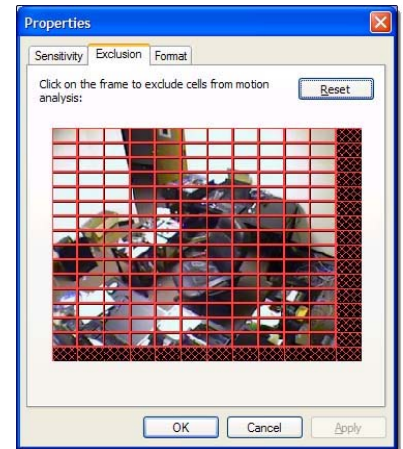 Properties
Sensitivity Exclusion Format
Click on the frame to exclude cells from motion
analysis:
Reset
OK Cancel Apply